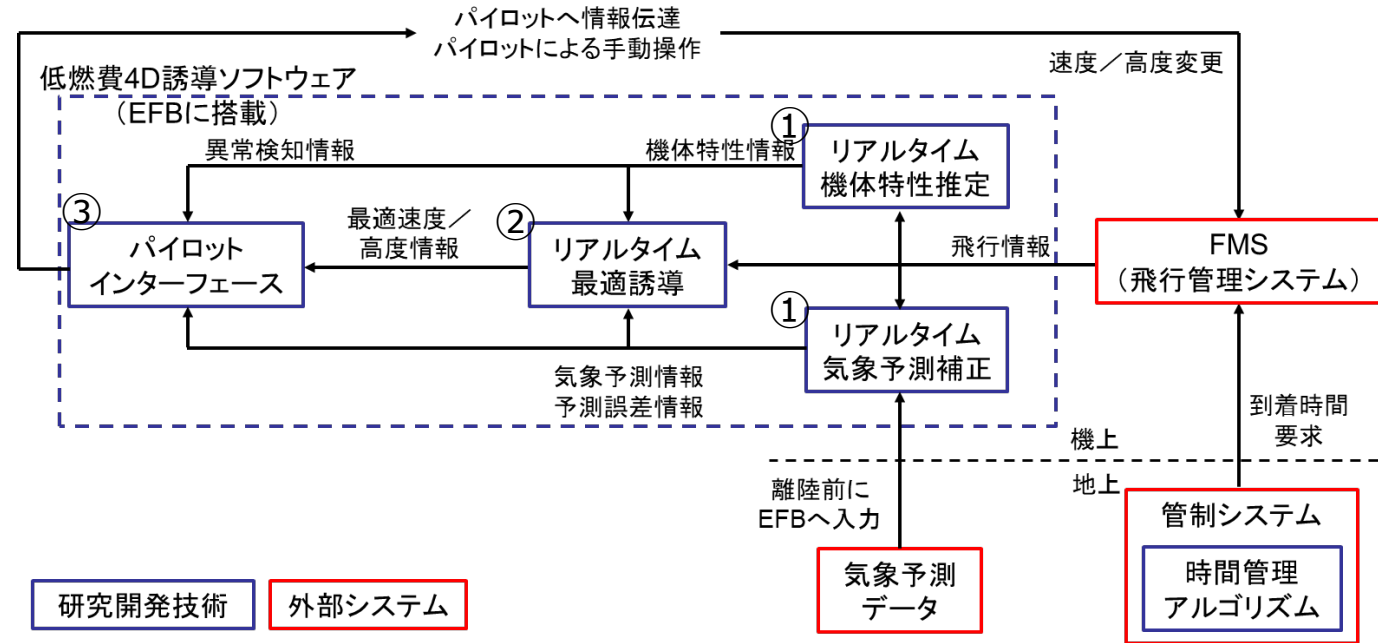 パイロットへ情報伝達
パイロットによる手動操作
速度／高度変更
低燃費4D誘導ソフトウェア
（EFBに搭載）
①
異常検知情報
機体特性情報
リアルタイム
機体特性推定
③
パイロット
インターフェース
最適速度／
高度情報
②
リアルタイム
最適誘導
飛行情報
FMS
（飛行管理システム）
①
リアルタイム
気象予測補正
気象予測情報
予測誤差情報
到着時間
要求
機上
地上
離陸前に
EFBへ入力
管制システム
時間管理
アルゴリズム
気象予測
データ
研究開発技術
外部システム